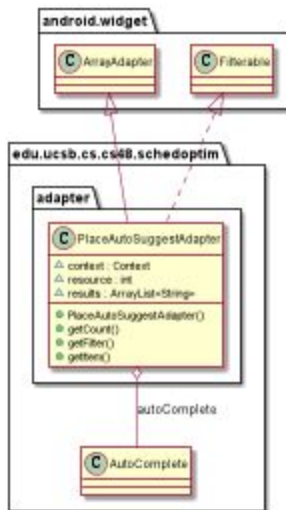 android.widget
C ArrayAdapter
C Filterable
edu.ucsb.cs.cs48.schedoptim
adapter
C PlaceAutoSuggestAdapter
context : Context
resource : int
results : ArrayList<String>
PlaceAutoSuggestAdapter()
getCount()
getFilter()
getItem()
autoComplete
C AutoComplete